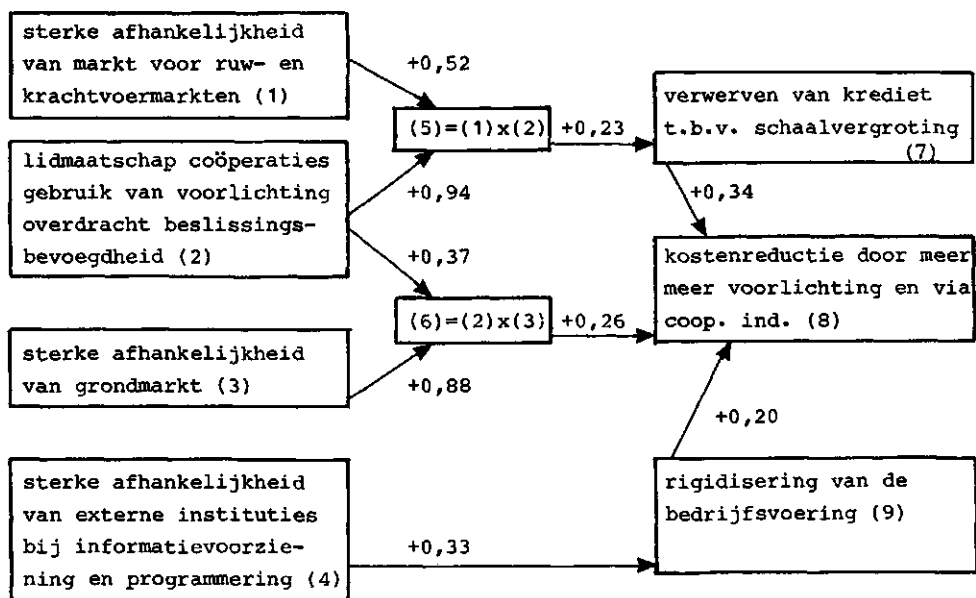 sterke afhankelijkheid
van markt voor ruw- en
krachtvoermarkten (1)
+0,52
lidmaatschap coöperaties
gebruik van voorlichting
overdracht beslissings-
bevoegdheid (2)
(5)=(1)x(2)
+0,23
+0,94
+0,37
verwerven van krediet
t.b.v. schaalvergroting
(7)
+0,34
sterke afhankelijkheid
van grondmarkt (3)
(6)=(2)x(3)
+0,26
+0,88
kostenreductie door meer
meer voorlichting en via
coop. ind. (8)
+0,20
sterke afhankelijkheid
van externe instituties
bij informatievoorzie-
ning en programmering (4)
+0,33
rigidisering van de
bedrijfsvoering (9)